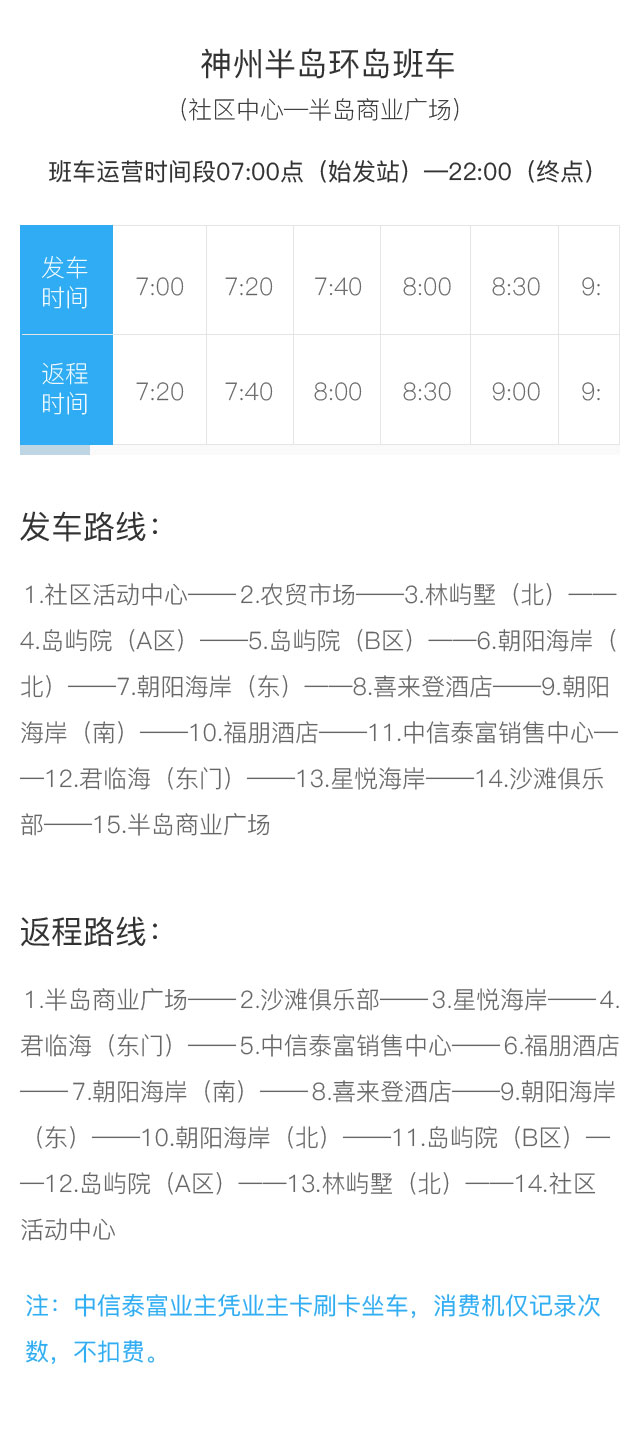 神州半岛环岛班车
（社区中心—半岛商业广场）
班车运营时间段07:00点（始发站）—22:00（终点）
发车
时间
7:00 7:20 7:40 8:00 8:30 9:
返程
时间
7:20 7:40 8:00 8:30 9:00 9:
发车路线：
1.社区活动中心——2.农贸市场——3.林屿墅（北）——
4.岛屿院（A区）——5.岛屿院（B区）——6.朝阳海岸（
北）——7.朝阳海岸（东）——8.喜来登酒店——9.朝阳
海岸（南）——10.福朋酒店——11.中信泰富销售中心—
—12.君临海（东门）——13.星悦海岸——14.沙滩俱乐
部——15.半岛商业广场
返程路线：
1.半岛商业广场——2.沙滩俱乐部——3.星悦海岸——4.
君临海（东门）——5.中信泰富销售中心——6.福朋酒店
——7.朝阳海岸（南）——8.喜来登酒店——9.朝阳海岸
（东）——10.朝阳海岸（北）——11.岛屿院（B区）—
—12.岛屿院（A区）——13.林屿墅（北）——14.社区
活动中心
注：中信泰富业主凭业主卡刷卡坐车，消费机仅记录次
数，不扣费。